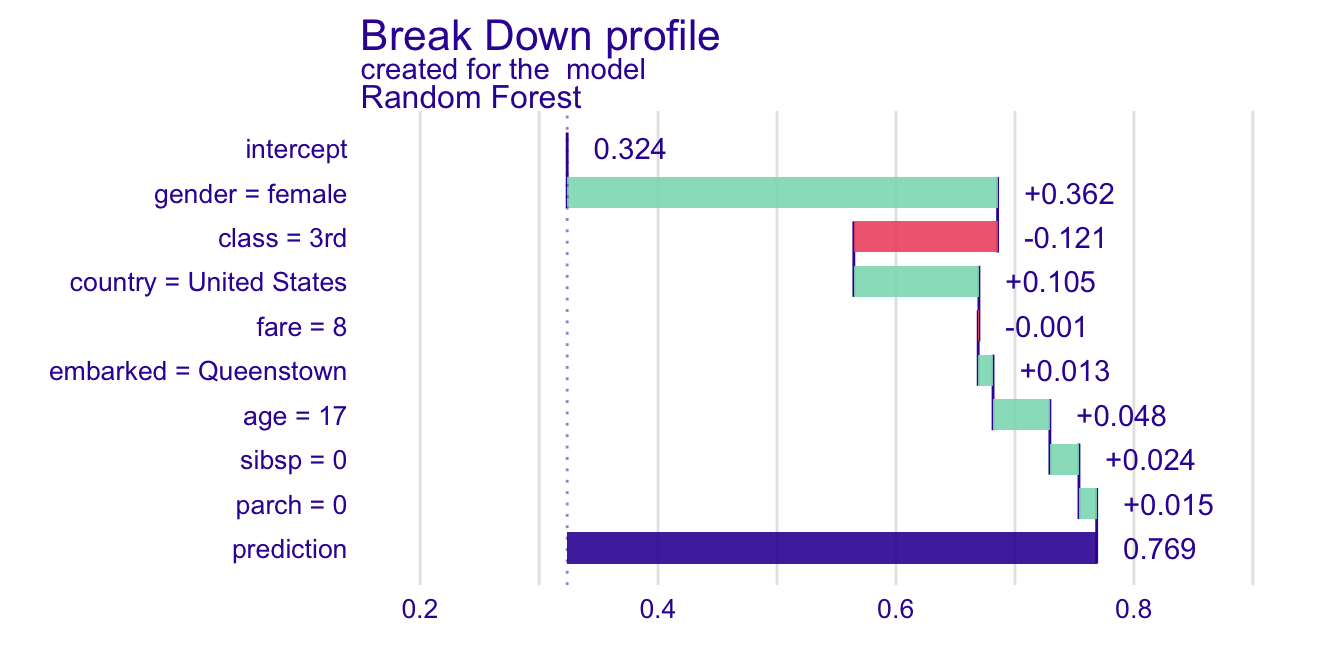 Break Down profile
created for the  model
Random Forest
intercept 0.324
gender = female +0.362
class = 3rd -0.121
country = United States +0.105
fare = 8 -0.001
embarked = Queenstown +0.013
age = 17 +0.048
sibsp = 0 +0.024
parch = 0 +0.015
prediction 0.769
0.2 0.4 0.6 0.8